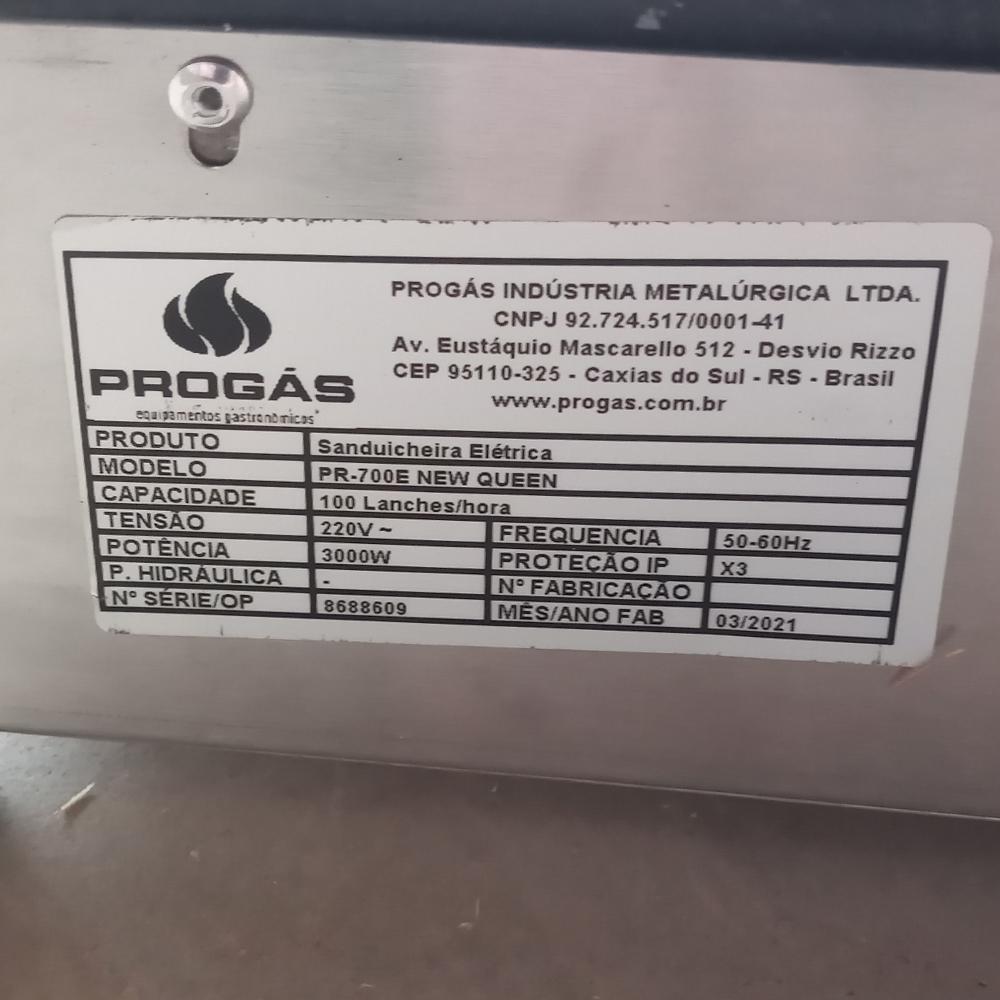 PROGÁS INDÚSTRIA METALÚRGICA LTDA.
CNPJ 92.724.517/0001-41
Av. Eustáquio Mascarello 512 - Desvio Rizzo
CEP 95110-325 - Caxias do Sul - RS - Brasil
www.progas.com.br
PROGÁS
equipamentos gastronômicos
PRODUTO Sanduicheira Elétrica
MODELO PR-700E NEW QUEEN
CAPACIDADE 100 Lanches/hora
TENSÃO 220V ~ FREQUENCIA 50-60Hz
POTÊNCIA 3000W PROTEÇÃO IP X3
P. HIDRÁULICA - Nº FABRICAÇÃO
Nº SÉRIE/OP 8688609 MÊS/ANO FAB 03/2021